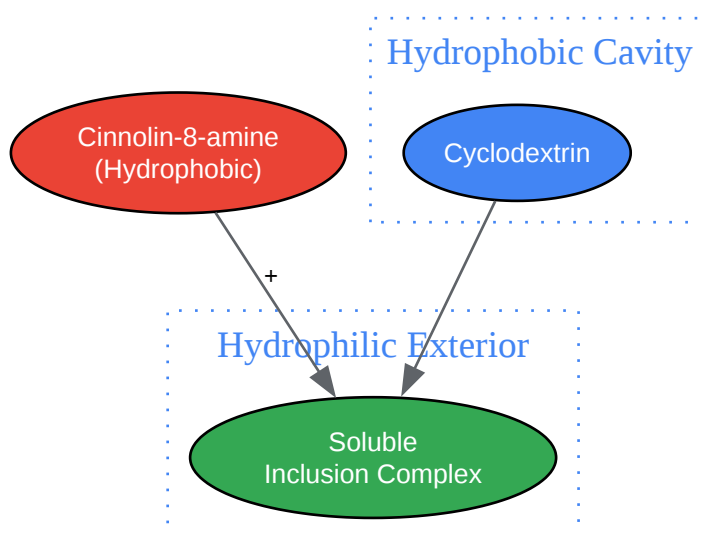 Hydrophobic Cavity
Cinnolin-8-amine
(Hydrophobic)
Cyclodextrin
+
Hydrophilic Exterior
Soluble
Inclusion Complex